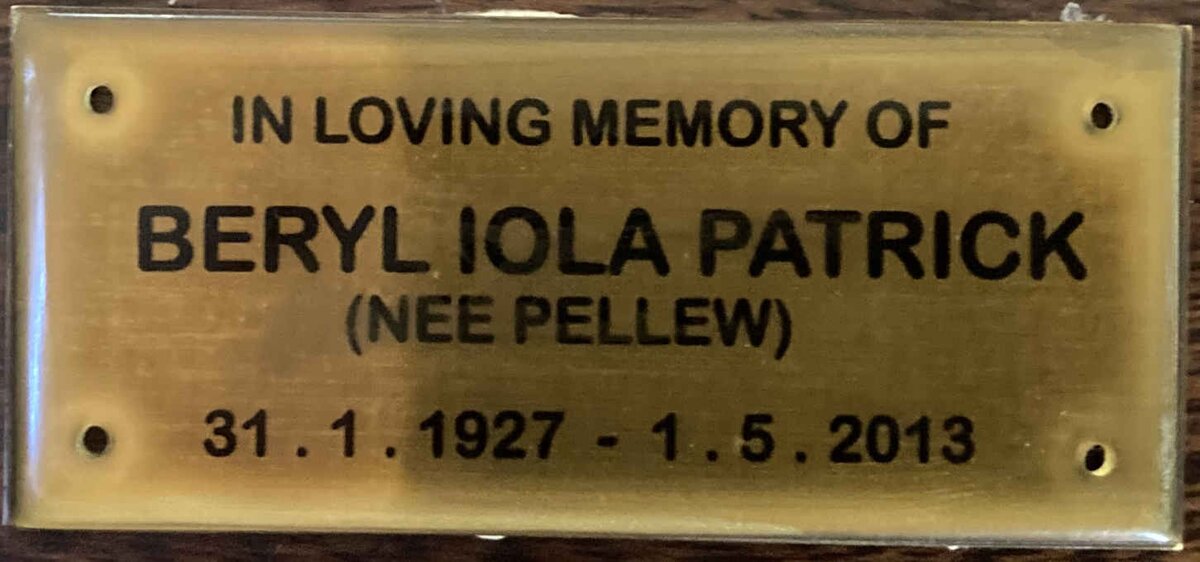 IN LOVING MEMORY OF
BERYL IOLA PATRICK
(NEE PELLEW)
31 . 1 . 1927 - 1 . 5 . 2013